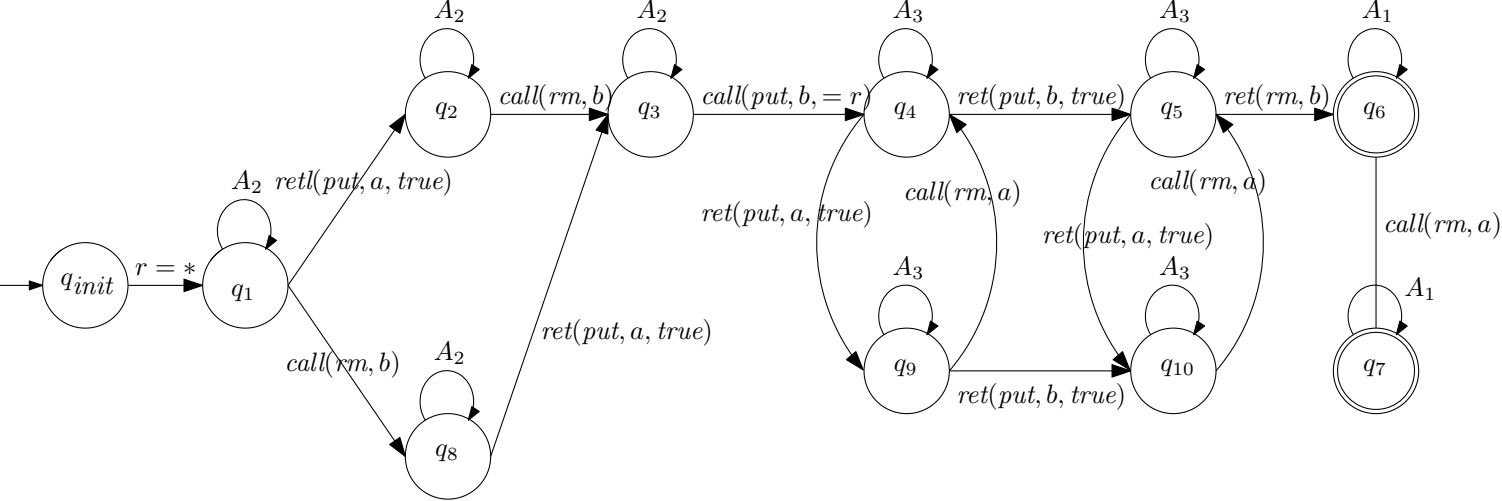 A₂ A₂ A₃ A₃ A₁
call(rm, b) call(put, b, = r) ret(put, b, true) ret(rm, b)
q₂ q₃ q₄ q₅ q₆
A₂ retl(put, a, true) call(rm, a) call(rm, a)
ret(put, a, true) call(rm, a)
ret(put, a, true)
r = ∗ A₃ A₃
q_init q₁ A₁
ret(put, a, true)
call(rm, b) A₂
q₉ q₁₀ q₇
ret(put, b, true)
q₈